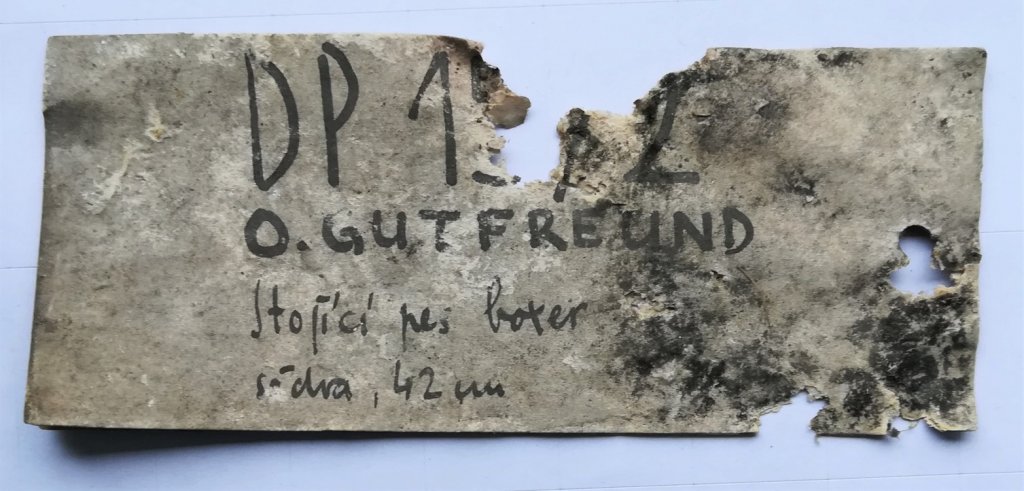 DP 1
O. GUTFREUND
Stojící pes boxer
sádra, 42 cm